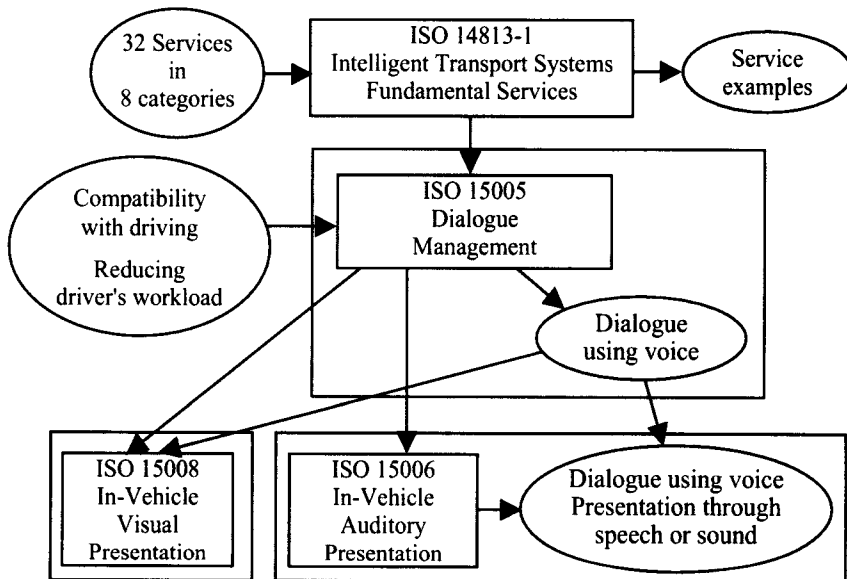 32 Services
in
8 categories
ISO 14813-1
Intelligent Transport Systems
Fundamental Services
Service
examples
Compatibility
with driving
Reducing
driver's workload
ISO 15005
Dialogue
Management
Dialogue
using voice
ISO 15008
In-Vehicle
Visual
Presentation
ISO 15006
In-Vehicle
Auditory
Presentation
Dialogue using voice
Presentation through
speech or sound